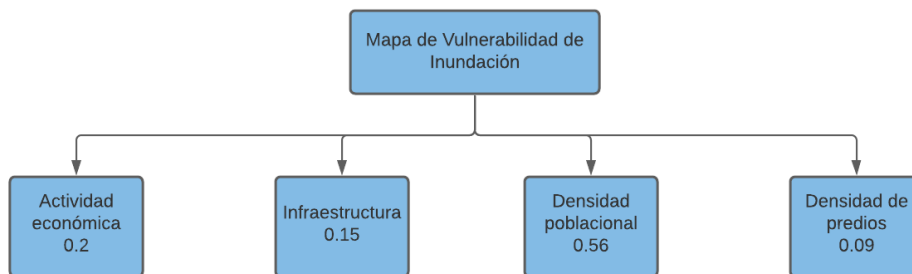 Mapa de Vulnerabilidad de
Inundación
Actividad
económica
0.2
Infraestructura
0.15
Densidad
poblacional
0.56
Densidad de
predios
0.09